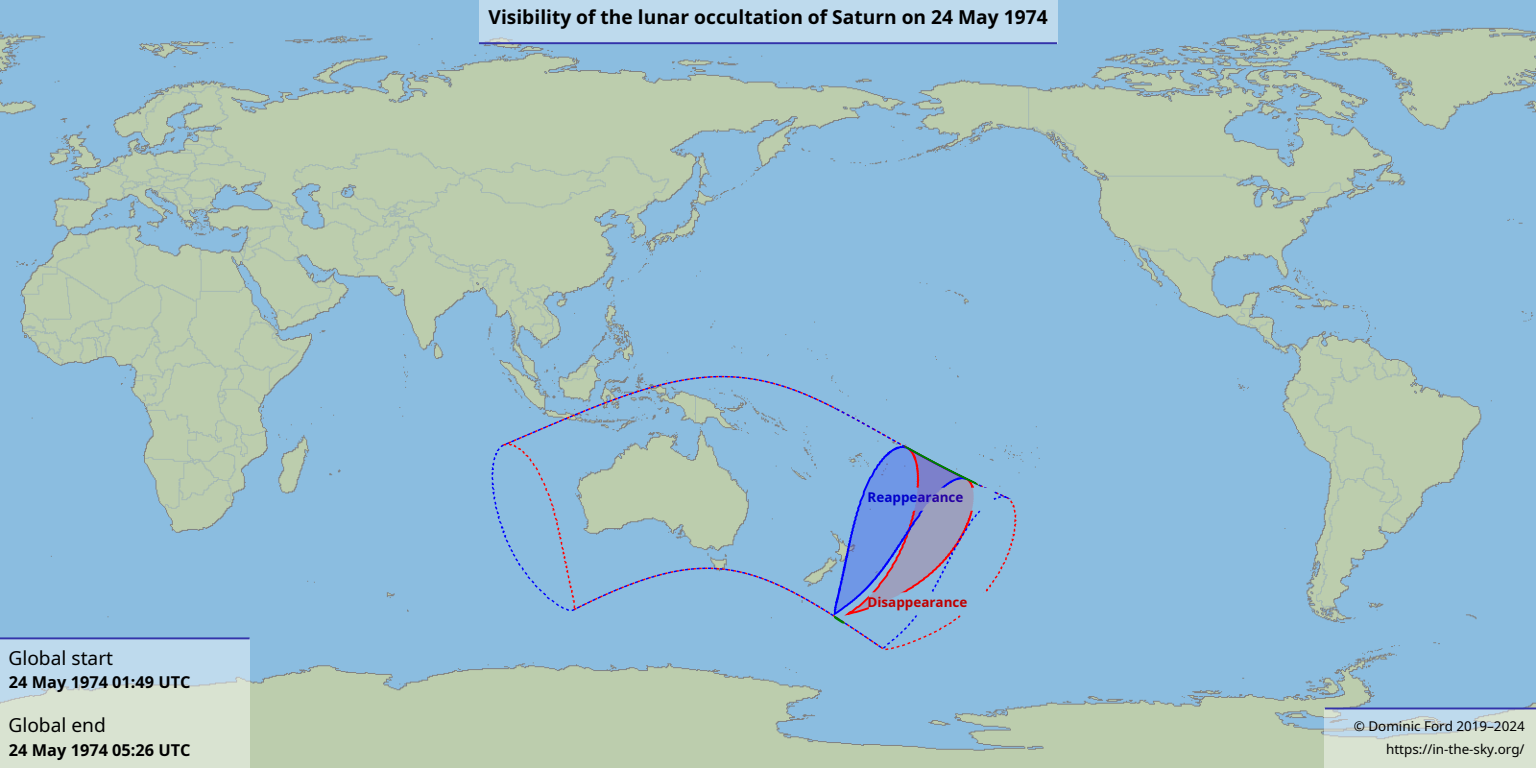 Visibility of the lunar occultation of Saturn on 24 May 1974
Reappearance
Disappearance
Global start
24 May 1974 01:49 UTC
Global end
24 May 1974 05:26 UTC
© Dominic Ford 2019–2024
https://in-the-sky.org/